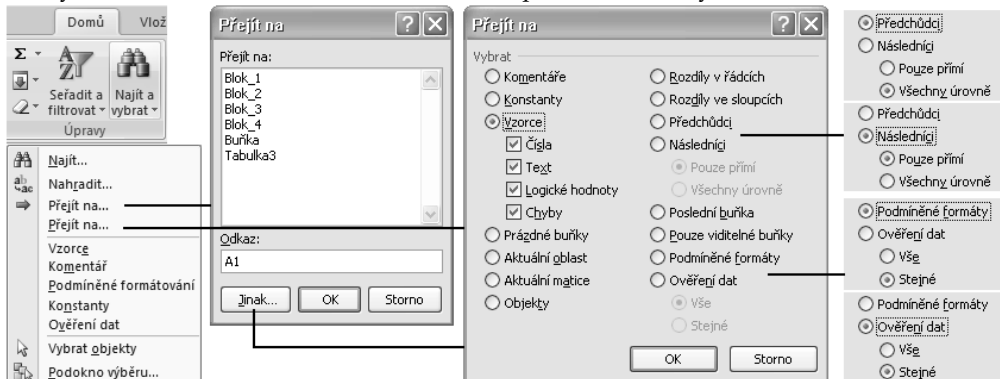 Domů
Vlož
Σ
Seřadit a
filtrovat
Najít a
vybrat
Úpravy
Najít...
Nahradit...
Přejít na...
Přejít na...
Vzorce
Komentář
Podmíněné formátování
Konstanty
Ověření dat
Vybrat objekty
Podokno výběru...
Přejít na
Přejít na:
Blok_1
Blok_2
Blok_3
Blok_4
Buňka
Tabulka3
Odkaz:
A1
Jinak...
OK
Storno
Přejít na
Vybrat
Komentáře
Konstanty
Vzorce
Čísla
Text
Logické hodnoty
Chyby
Prázdné buňky
Aktuální oblast
Aktuální matice
Objekty
Rozdíly v řádcích
Rozdíly ve sloupcích
Předchůdci
Následníci
Pouze přímí
Všechny úrovně
Poslední buňka
Pouze viditelné buňky
Podmíněné formáty
Ověření dat
Vše
Stejné
OK
Storno
Předchůdci
Následníci
Pouze přímí
Všechny úrovně
Předchůdci
Následníci
Pouze přímí
Všechny úrovně
Podmíněné formáty
Ověření dat
Vše
Stejné
Podmíněné formáty
Ověření dat
Vše
Stejné